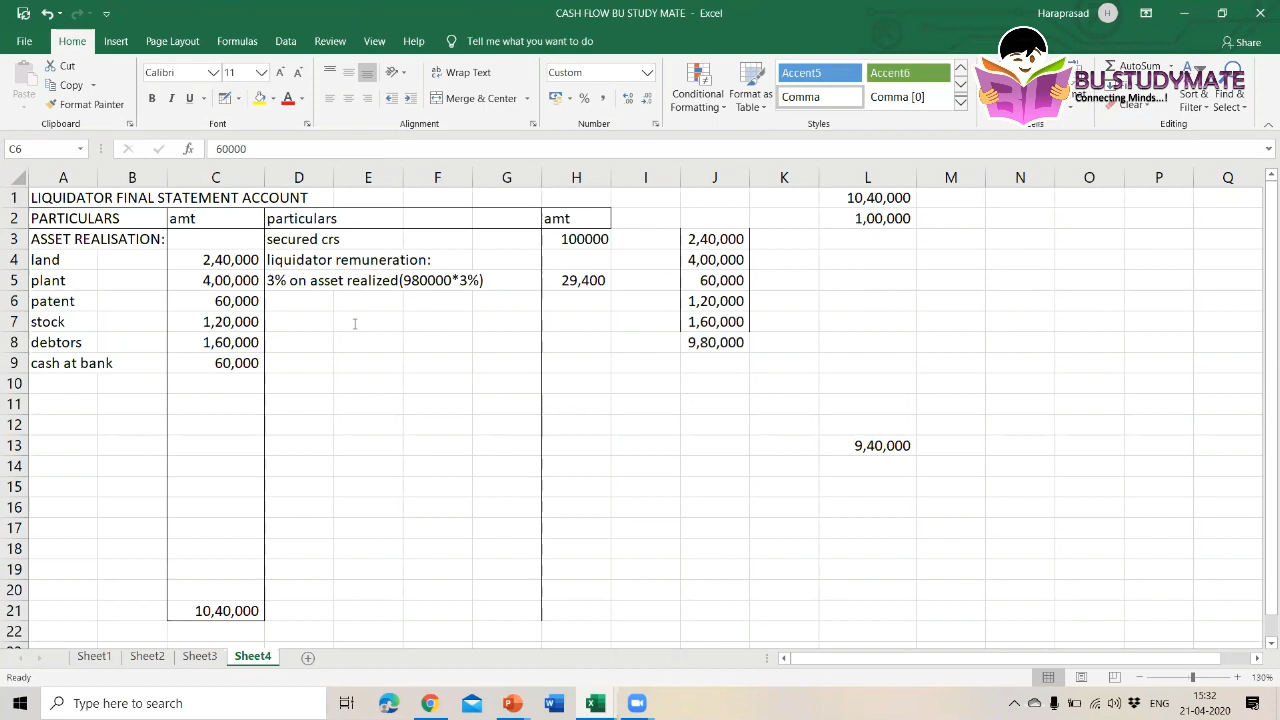 CASH FLOW BU STUDY MATE - Excel
Haraprasad H
File Home Insert Page Layout Formulas Data Review View Help Tell me what you want to do Share
Paste Cut Copy Format Painter
Calibri 11
B I U
Wrap Text
Merge & Center
Custom
Conditional Formatting
Format as Table
Accent5 Accent6
Comma Comma [0]
AutoSum
Clear
Sort & Filter
Find & Select
BU STUDYMATE
Connecting Minds...!
Clipboard Font Alignment Number Styles Cells Editing
C6 fx 60000
A B C D E F G H I J K L M N O P Q
1 LIQUIDATOR FINAL STATEMENT ACCOUNT 10,40,000
2 PARTICULARS amt particulars amt 1,00,000
3 ASSET REALISATION: secured crs 100000 2,40,000
4 land 2,40,000 liquidator remuneration: 4,00,000
5 plant 4,00,000 3% on asset realized(980000*3%) 29,400 60,000
6 patent 60,000 1,20,000
7 stock 1,20,000 1,60,000
8 debtors 1,60,000 9,80,000
9 cash at bank 60,000
10
11
12
13 9,40,000
14
15
16
17
18
19
20
21 10,40,000
22
Sheet1 Sheet2 Sheet3 Sheet4
Ready 130%
Type here to search
ENG 15:32
21-04-2020